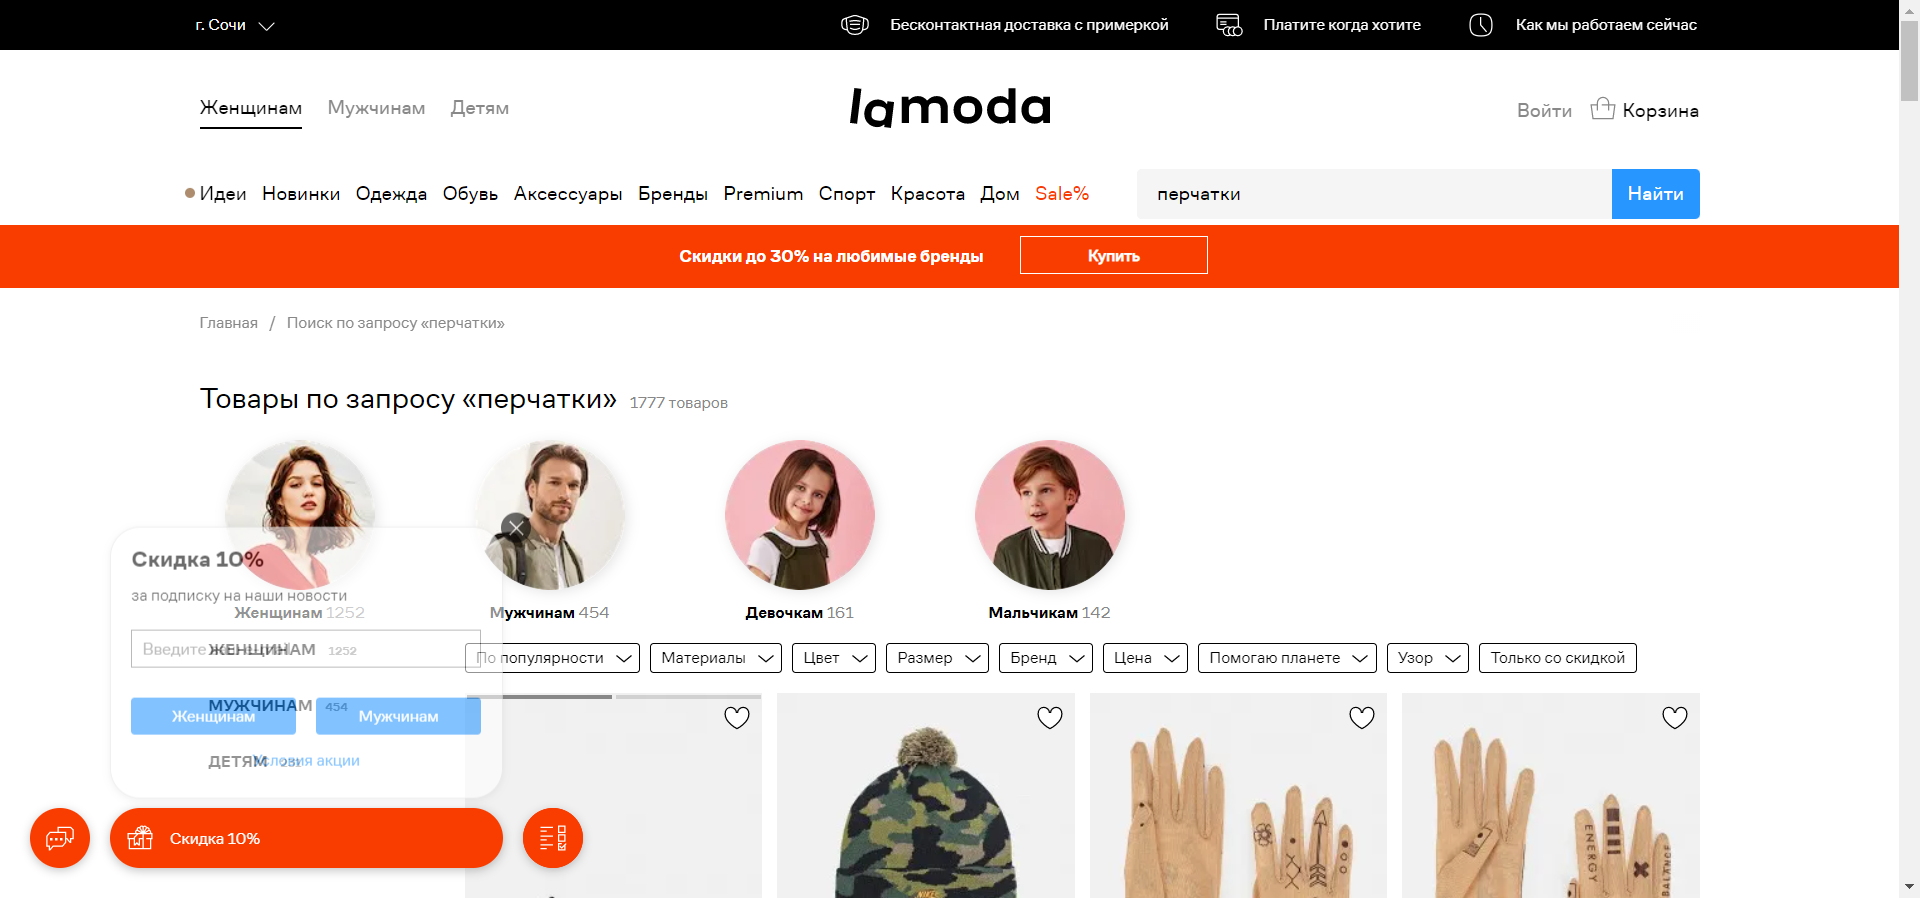 г. Сочи
Бесконтактная доставка с примеркой
Платите когда хотите
Как мы работаем сейчас
Женщинам Мужчинам Детям
lamoda
Войти Корзина
Идеи Новинки Одежда Обувь Аксессуары Бренды Premium Спорт Красота Дом Sale%
перчатки
Найти
Скидки до 30% на любимые бренды
Купить
Главная / Поиск по запросу «перчатки»
Товары по запросу «перчатки» 1777 товаров
Женщинам 1252
Мужчинам 454
Девочкам 161
Мальчикам 142
Скидка 10%
за подписку на наши новости
Введите
ЖЕНЩИНАМ 1252
МУЖЧИНАМ 454
Женщинам
Мужчинам
ДЕТЯМ
Условия акции
Скидка 10%
По популярности
Материалы
Цвет
Размер
Бренд
Цена
Помогаю планете
Узор
Только со скидкой
NIKE
ENERGY
BALANCE